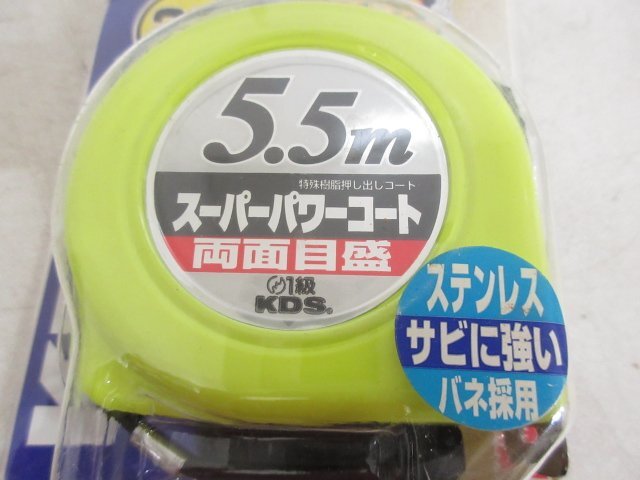 5.5m
特殊樹脂押し出しコート
スーパーパワーコート
両面目盛
1級
KDS®
ステンレス
サビに強い
バネ採用